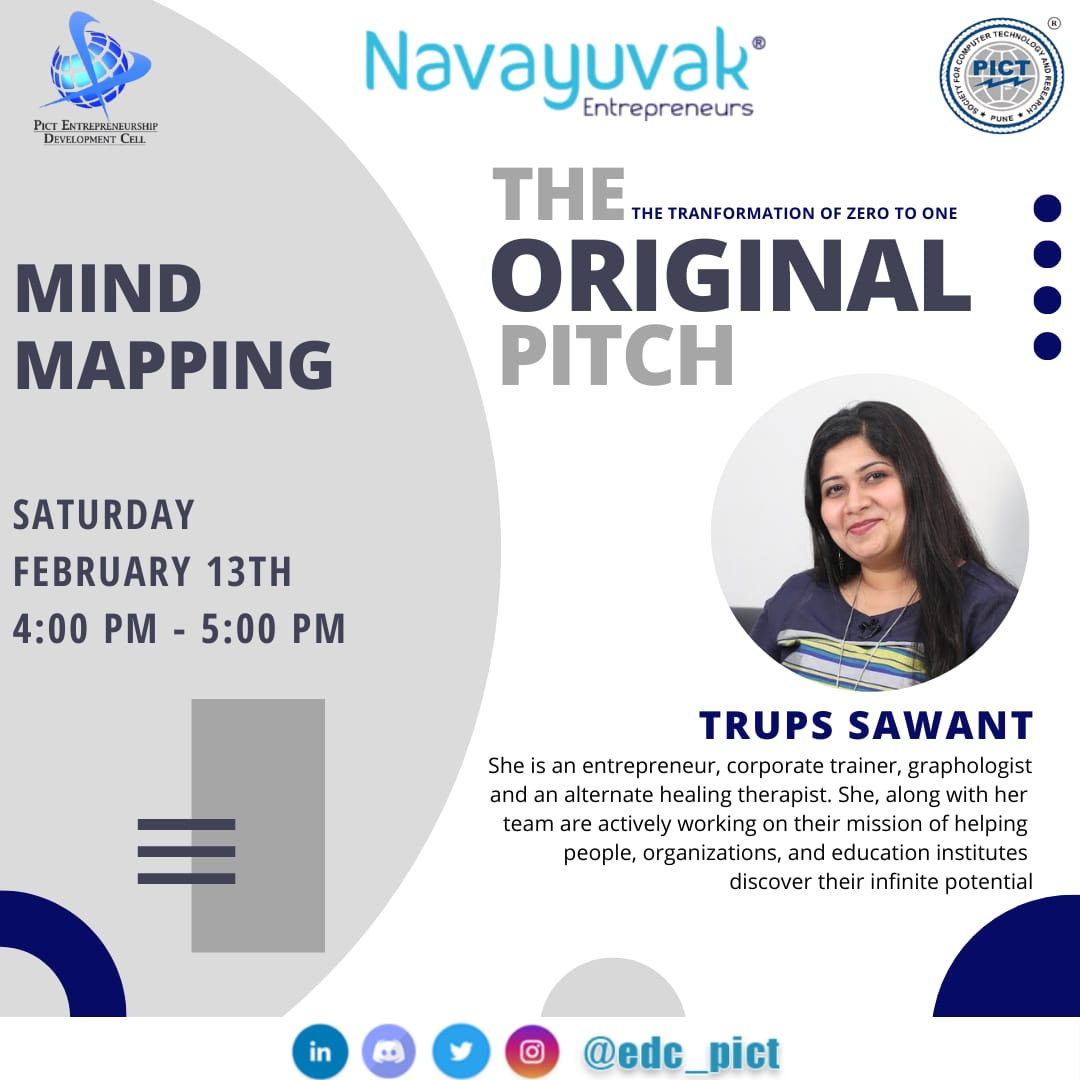 PICT ENTREPRENEURSHIP
DEVELOPMENT CELL
Navayuvak®
Entrepreneurs
®
SOCIETY FOR COMPUTER TECHNOLOGY AND RESEARCH
PICT
★ PUNE ★
THE
THE TRANFORMATION OF ZERO TO ONE
ORIGINAL
PITCH
MIND
MAPPING
SATURDAY
FEBRUARY 13TH
4:00 PM - 5:00 PM
TRUPS SAWANT
She is an entrepreneur, corporate trainer, graphologist
and an alternate healing therapist. She, along with her
team are actively working on their mission of helping
people, organizations, and education institutes
discover their infinite potential
in
@edc_pict